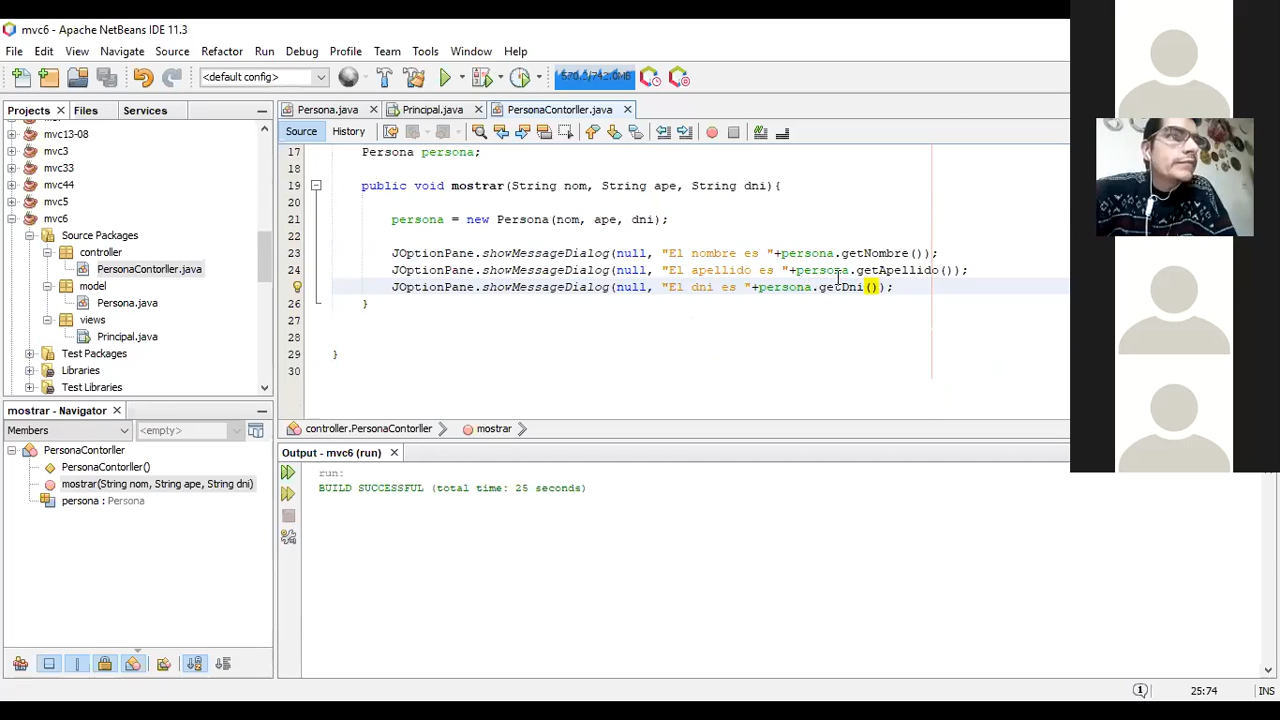 mvc6 - Apache NetBeans IDE 11.3
File Edit View Navigate Source Refactor Run Debug Profile Team Tools Window Help
<default config>
570.3/742.0MB
Projects Files Services
Persona.java Principal.java PersonaContorller.java
Source History
mvc13-08
mvc3
mvc33
mvc44
mvc5
mvc6
Source Packages
controller
PersonaContorller.java
model
Persona.java
views
Principal.java
Test Packages
Libraries
Test Libraries
17 Persona persona;
18
19 public void mostrar(String nom, String ape, String dni){
20
21 persona = new Persona(nom, ape, dni);
22
23 JOptionPane.showMessageDialog(null, "El nombre es "+persona.getNombre());
24 JOptionPane.showMessageDialog(null, "El apellido es "+persona.getApellido());
JOptionPane.showMessageDialog(null, "El dni es "+persona.getDni());
26 }
27
28
29 }
30
mostrar - Navigator
Members <empty>
PersonaContorller
PersonaContorller()
mostrar(String nom, String ape, String dni)
persona : Persona
controller.PersonaContorller mostrar
Output - mvc6 (run)
run:
BUILD SUCCESSFUL (total time: 25 seconds)
1 25:74 INS